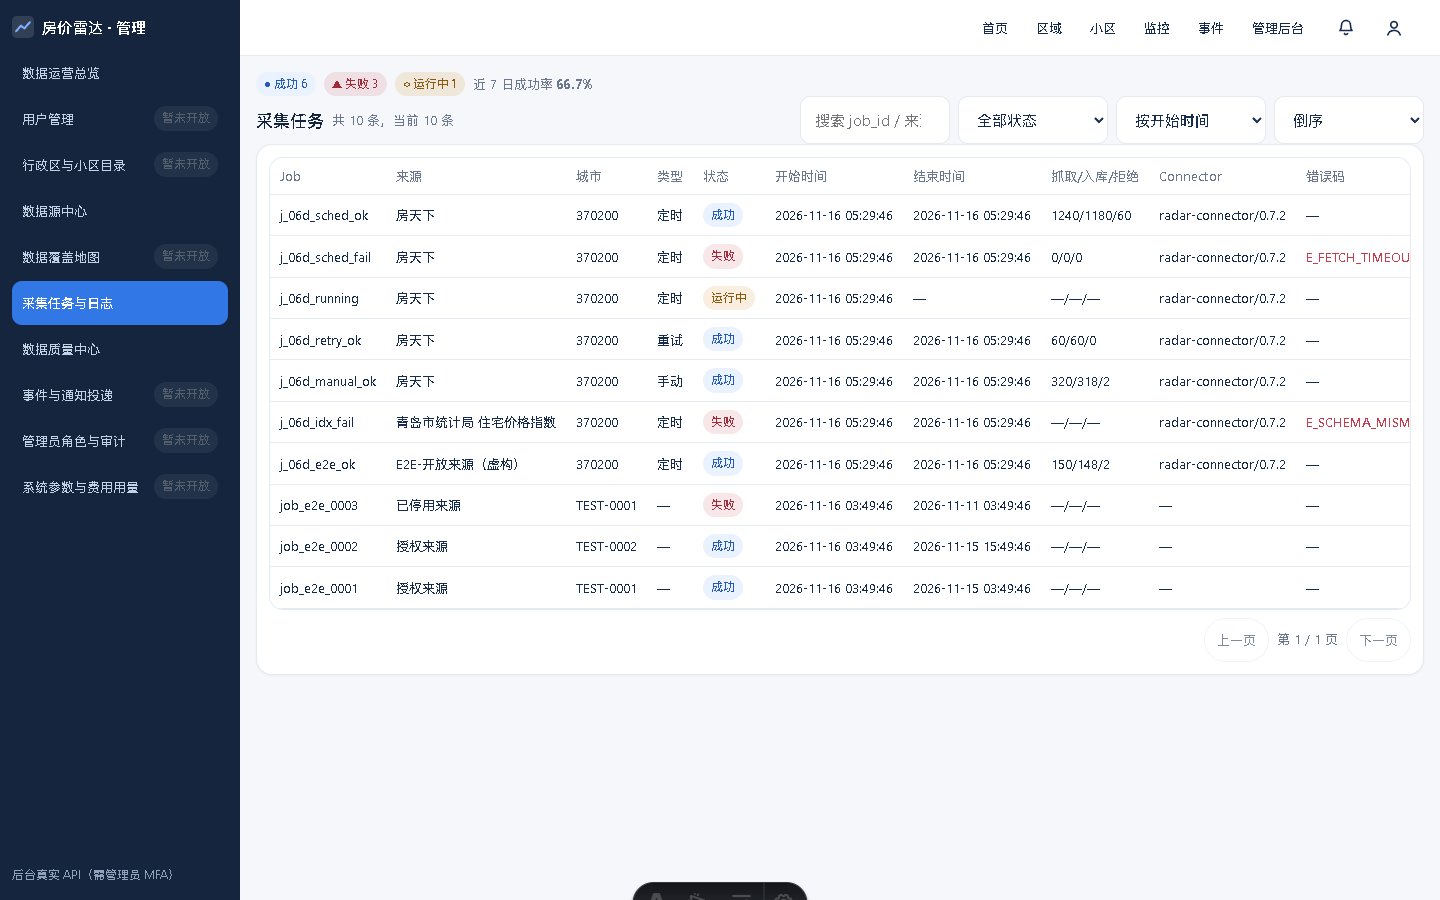 房价雷达 - 管理
首页 区域 小区 监控 事件 管理后台
数据运营总览
用户管理 暂未开放
行政区与小区目录 暂未开放
数据源中心
数据覆盖地图 暂未开放
采集任务与日志
数据质量中心
事件与通知投递 暂未开放
管理员角色与审计 暂未开放
系统参数与费用用量 暂未开放
后台真实 API（需管理员 MFA）
成功 6 失败 3 运行中 1 近 7 日成功率 66.7%
采集任务 共 10 条，当前 10 条 搜索 job_id / 来 全部状态 按开始时间 倒序
Job 来源 城市 类型 状态 开始时间 结束时间 抓取/入库/拒绝 Connector 错误码
j_06d_sched_ok 房天下 370200 定时 成功 2026-11-16 05:29:46 2026-11-16 05:29:46 1240/1180/60 radar-connector/0.7.2 —
j_06d_sched_fail 房天下 370200 定时 失败 2026-11-16 05:29:46 2026-11-16 05:29:46 0/0/0 radar-connector/0.7.2 E_FETCH_TIMEOU
j_06d_running 房天下 370200 定时 运行中 2026-11-16 05:29:46 — —/—/— radar-connector/0.7.2 —
j_06d_retry_ok 房天下 370200 重试 成功 2026-11-16 05:29:46 2026-11-16 05:29:46 60/60/0 radar-connector/0.7.2 —
j_06d_manual_ok 房天下 370200 手动 成功 2026-11-16 05:29:46 2026-11-16 05:29:46 320/318/2 radar-connector/0.7.2 —
j_06d_idx_fail 青岛市统计局 住宅价格指数 370200 定时 失败 2026-11-16 05:29:46 2026-11-16 05:29:46 —/—/— radar-connector/0.7.2 E_SCHEMA_MISM
j_06d_e2e_ok E2E-开放来源（虚构） 370200 定时 成功 2026-11-16 05:29:46 2026-11-16 05:29:46 150/148/2 radar-connector/0.7.2 —
job_e2e_0003 已停用来源 TEST-0001 — 失败 2026-11-16 03:49:46 2026-11-11 03:49:46 —/—/— — —
job_e2e_0002 授权来源 TEST-0002 — 成功 2026-11-16 03:49:46 2026-11-15 15:49:46 —/—/— — —
job_e2e_0001 授权来源 TEST-0001 — 成功 2026-11-16 03:49:46 2026-11-15 03:49:46 —/—/— — —
上一页 第 1 / 1 页 下一页